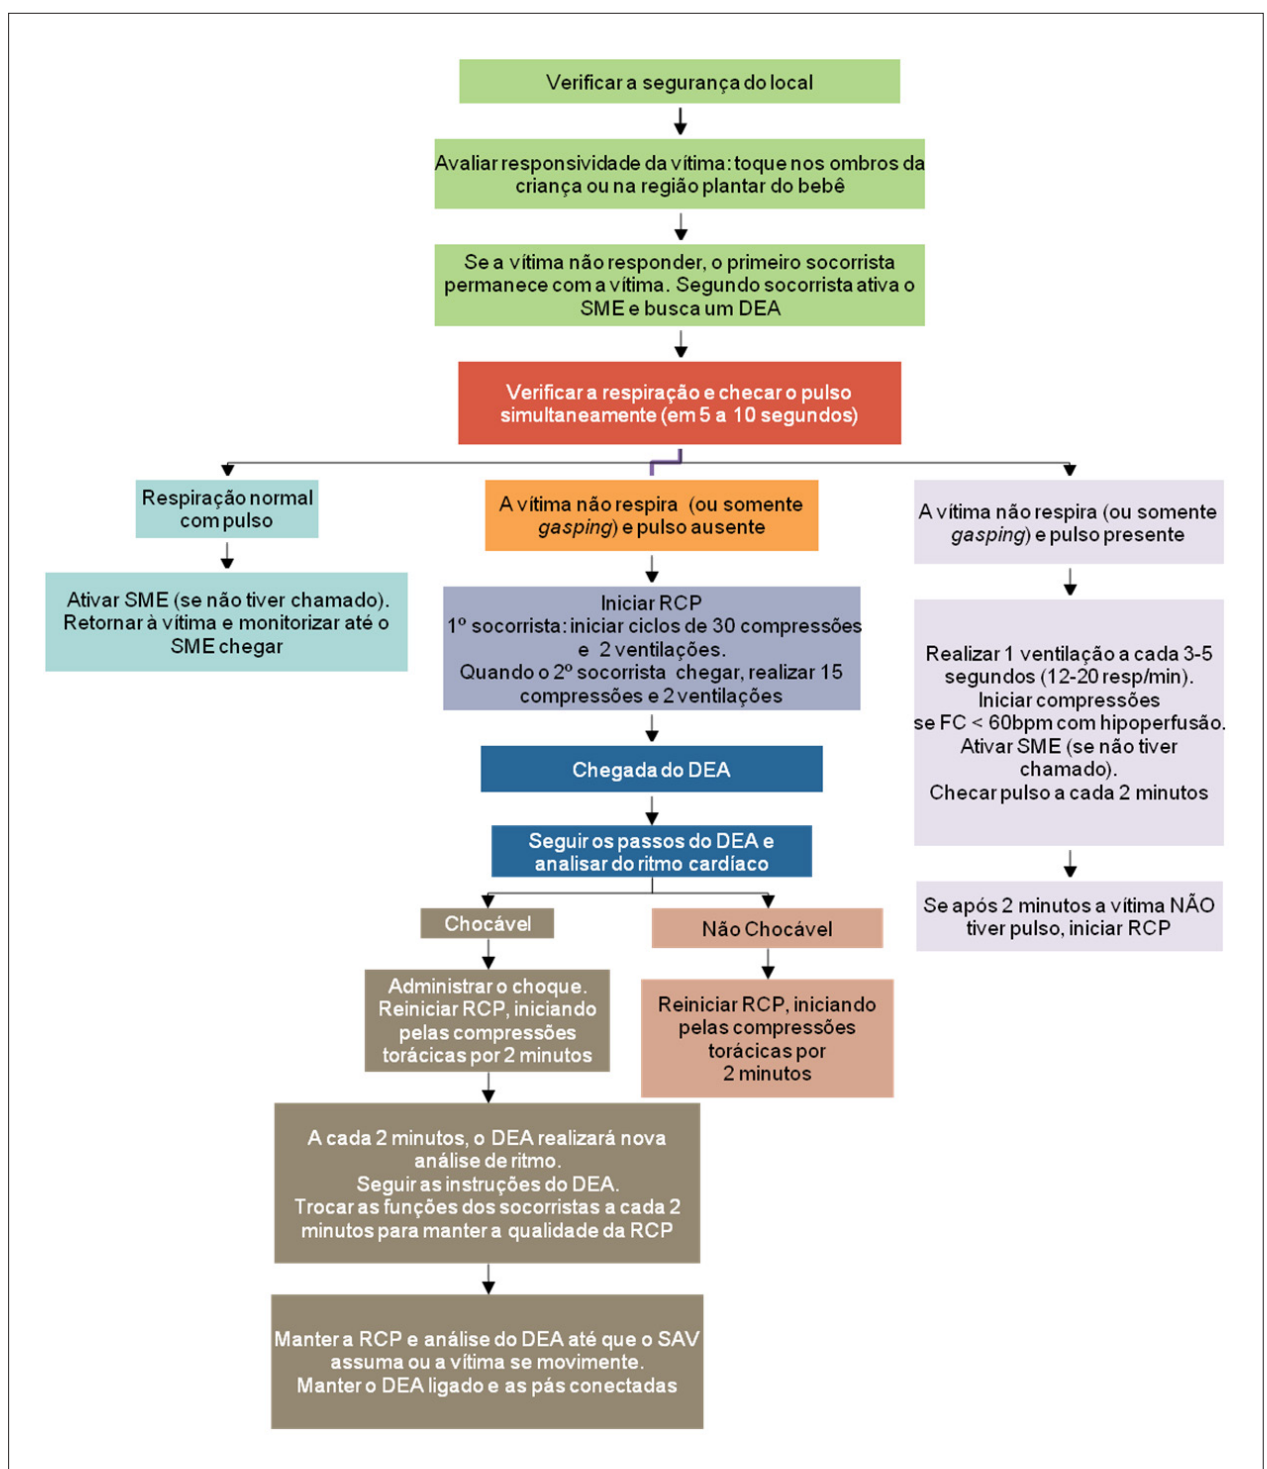 Verificar a segurança do local
Avaliar responsividade da vítima: toque nos ombros da
criança ou na região plantar do bebê
Se a vítima não responder, o primeiro socorrista
permanece com a vítima. Segundo socorrista ativa o
SME e busca um DEA
Verificar a respiração e checar o pulso
simultaneamente (em 5 a 10 segundos)
Respiração normal
com pulso
Ativar SME (se não tiver chamado).
Retornar à vítima e monitorizar até o
SME chegar
A vítima não respira (ou somente
gasping) e pulso ausente
Iniciar RCP
1º socorrista: iniciar ciclos de 30 compressões
e 2 ventilações.
Quando o 2º socorrista chegar, realizar 15
compressões e 2 ventilações
Chegada do DEA
Seguir os passos do DEA e
analisar do ritmo cardíaco
Chocável
Administrar o choque.
Reiniciar RCP, iniciando
pelas compressões
torácicas por 2 minutos
A cada 2 minutos, o DEA realizará nova
análise de ritmo.
Seguir as instruções do DEA.
Trocar as funções dos socorristas a cada 2
minutos para manter a qualidade da RCP
Manter a RCP e análise do DEA até que o SAV
assuma ou a vítima se movimente.
Manter o DEA ligado e as pás conectadas
Não Chocável
Reiniciar RCP, iniciando
pelas compressões
torácicas por
2 minutos
A vítima não respira (ou somente
gasping) e pulso presente
Realizar 1 ventilação a cada 3-5
segundos (12-20 resp/min).
Iniciar compressões
se FC < 60bpm com hipoperfusão.
Ativar SME (se não tiver
chamado).
Checar pulso a cada 2 minutos
Se após 2 minutos a vítima NÃO
tiver pulso, iniciar RCP